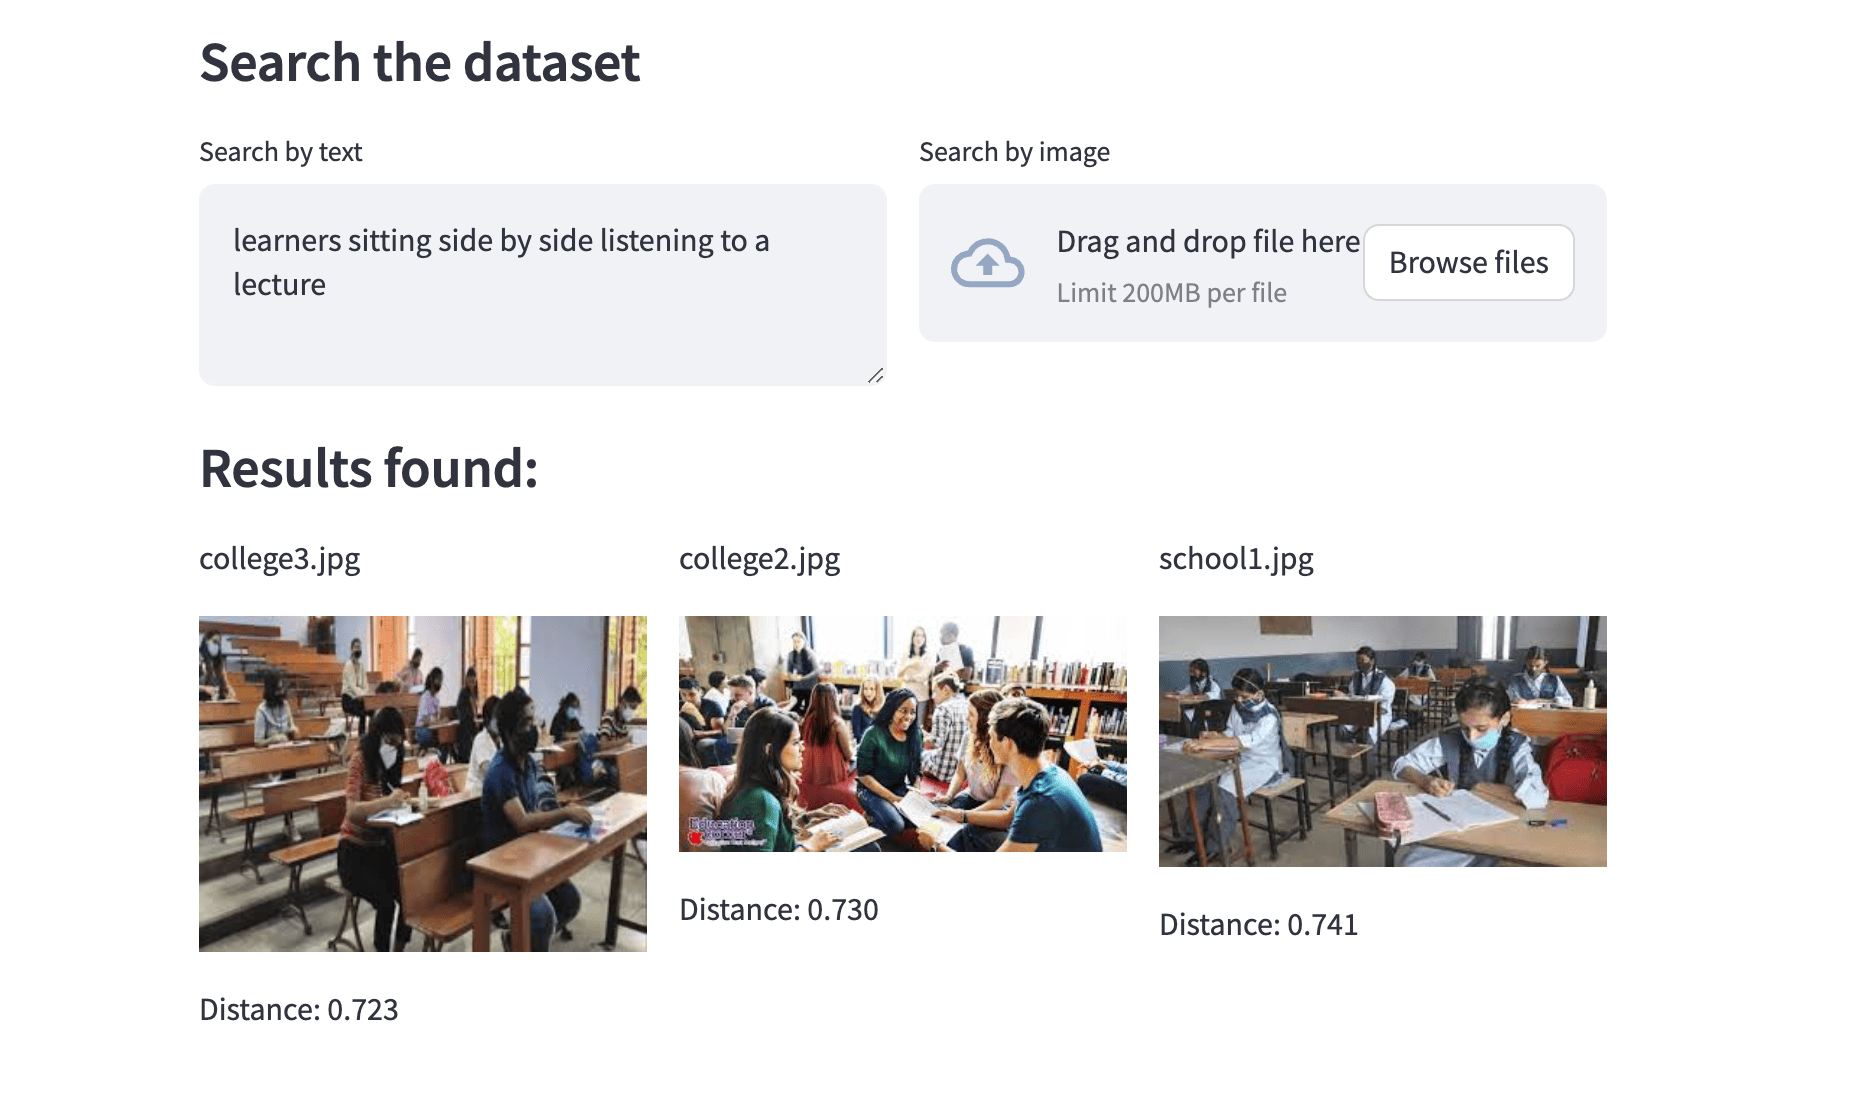 Search the dataset
Search by text
Search by image
learners sitting side by side listening to a
lecture
Drag and drop file here
Limit 200MB per file
Browse files
Results found:
college3.jpg
college2.jpg
school1.jpg
Education
Distance: 0.723
Distance: 0.730
Distance: 0.741